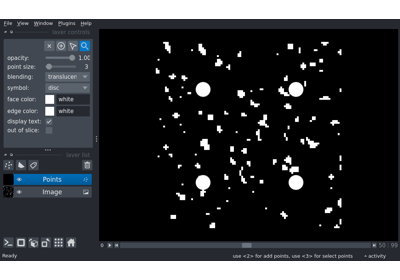 File View Window Plugins Help
layer controls
opacity: 1.00
point size: 3
blending: translucen
symbol: disc
face color: white
edge color: white
display text:
out of slice:
layer list
Points
Image
0 50 99
Ready use <2> for add points, use <3> for select points activity